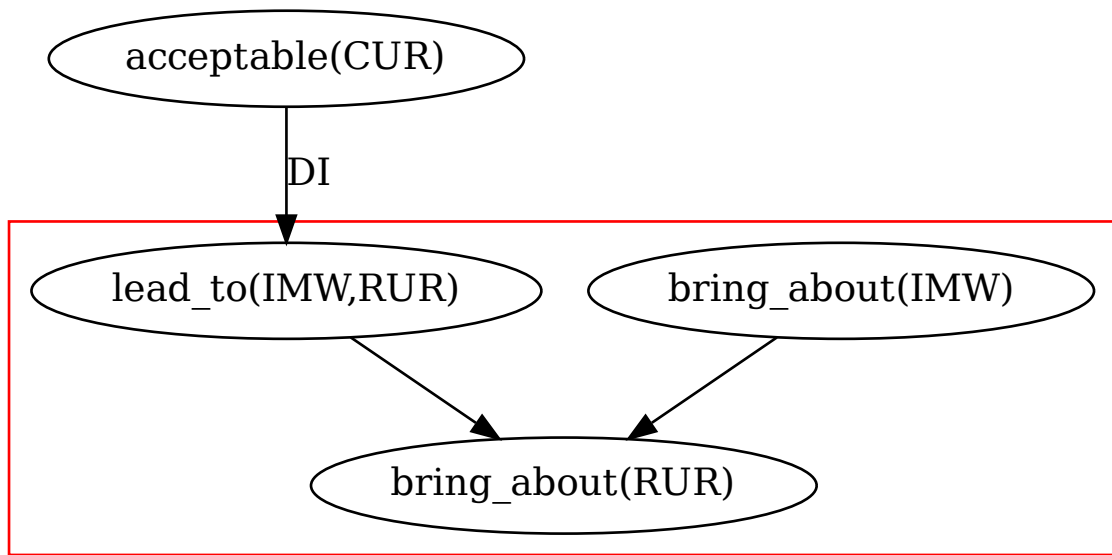 acceptable(CUR)
DI
lead_to(IMW,RUR)
bring_about(IMW)
bring_about(RUR)